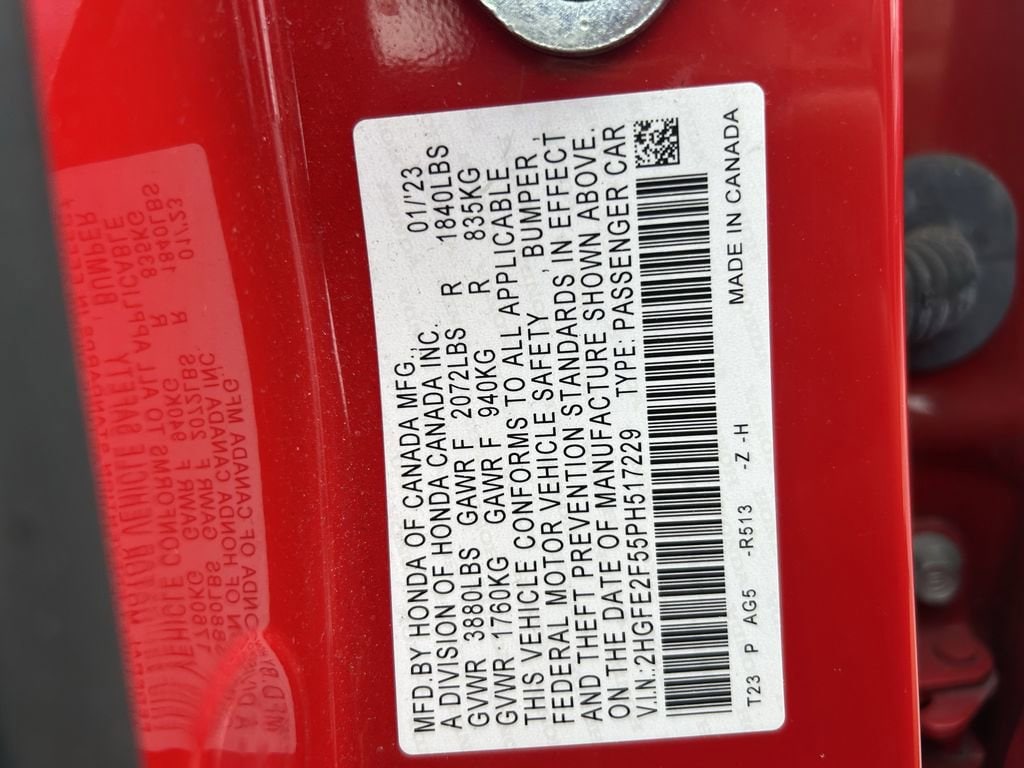 MFD.BY HONDA OF CANADA MFG., 01/'23
A DIVISION OF HONDA CANADA INC.
GVWR 3880LBS GAWR F 2072LBS R 1840LBS
GVWR 1760KG GAWR F 940KG R 835KG
THIS VEHICLE CONFORMS TO ALL APPLICABLE
FEDERAL MOTOR VEHICLE SAFETY, BUMPER,
AND THEFT PREVENTION STANDARDS IN EFFECT
ON THE DATE OF MANUFACTURE SHOWN ABOVE.
V.I.N.:2HGFE2F55PH517229 TYPE: PASSENGER CAR
T23 P AG5 -R513 -Z -H MADE IN CANADA